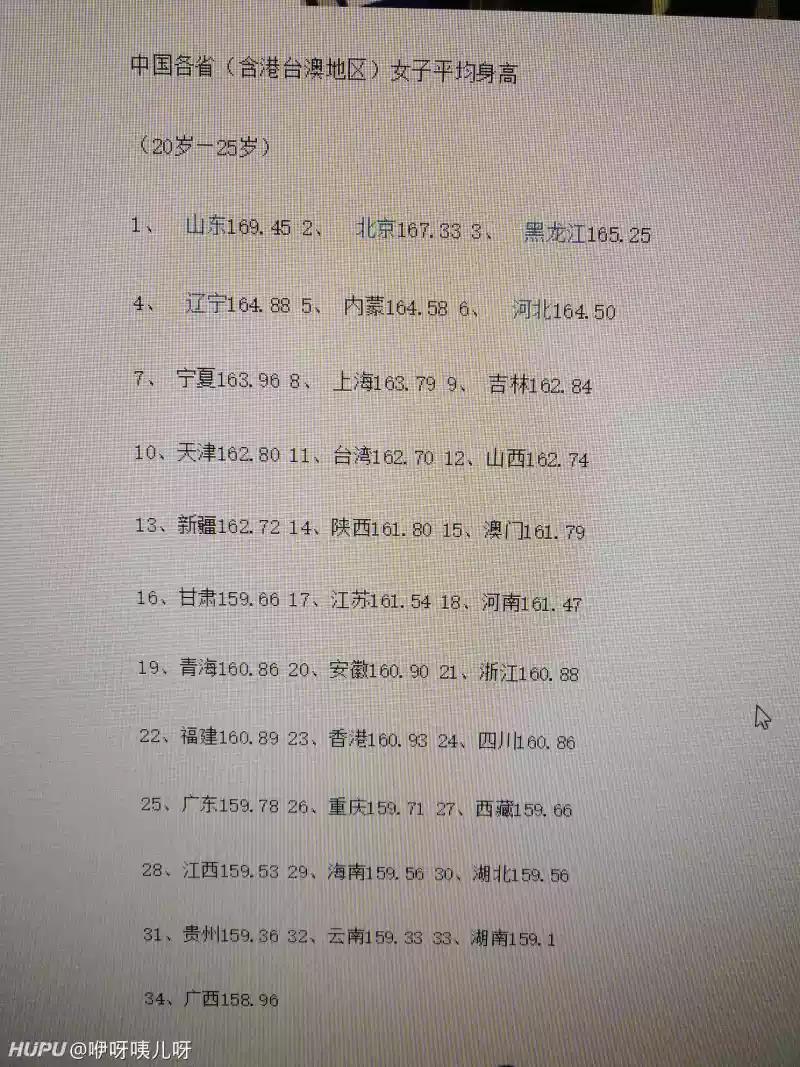 中国各省（含港台澳地区）女子平均身高
（20岁－25岁）
1、 山东169.45 2、 北京167.33 3、 黑龙江165.25
4、 辽宁164.88 5、 内蒙164.58 6、 河北164.50
7、 宁夏163.96 8、 上海163.79 9、 吉林162.84
10、天津162.80 11、台湾162.70 12、山西162.74
13、新疆162.72 14、陕西161.80 15、澳门161.79
16、甘肃159.66 17、江苏161.54 18、河南161.47
19、青海160.86 20、安徽160.90 21、浙江160.88
22、福建160.89 23、香港160.93 24、四川160.86
25、广东159.78 26、重庆159.71 27、西藏159.66
28、江西159.53 29、海南159.56 30、湖北159.56
31、贵州159.36 32、云南159.33 33、湖南159.1
34、广西158.96
HUPU @咿呀咦儿呀